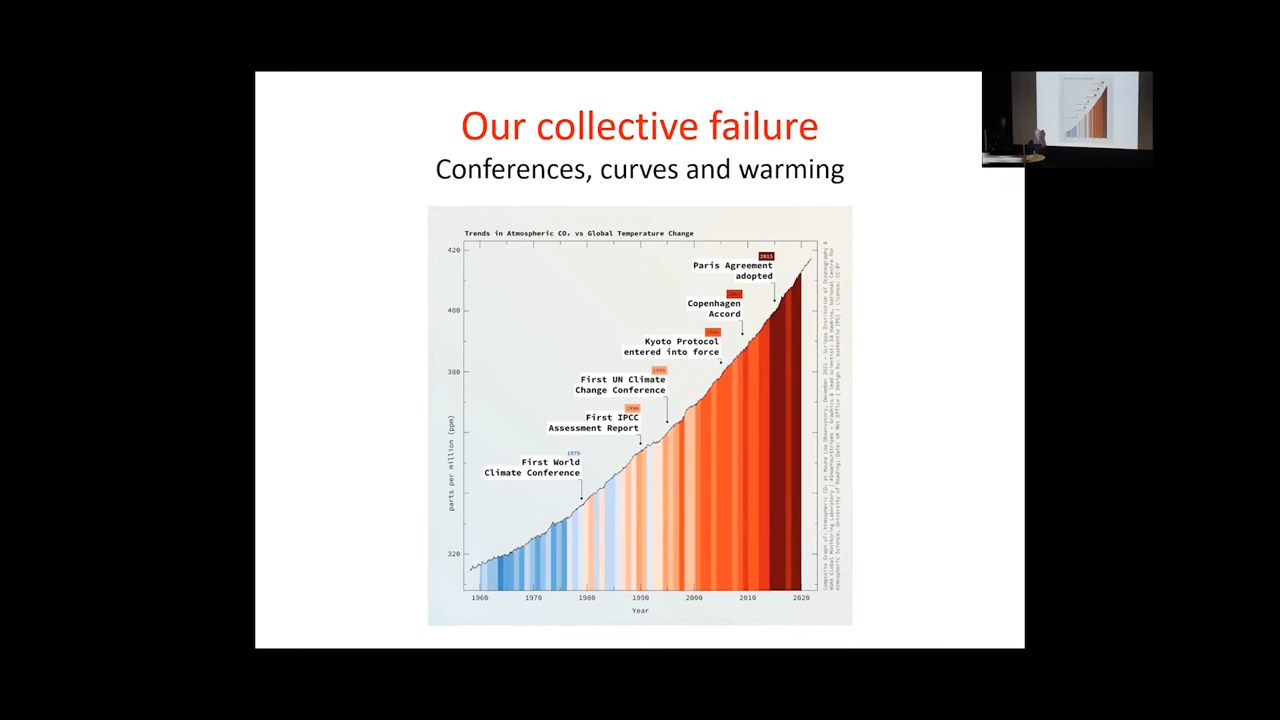 Our collective failure
Conferences, curves and warming
Trends in Atmospheric CO₂ vs Global Temperature Change
420
2015
Paris Agreement
adopted
Copenhagen
Accord
400
Kyoto Protocol
entered into force
1995
First UN Climate
Change Conference
380
1990
First IPCC
Assessment Report
1979
First World
Climate Conference
parts per million (ppm)
320
1960
1970
1980
1990
2000
2010
2020
Year